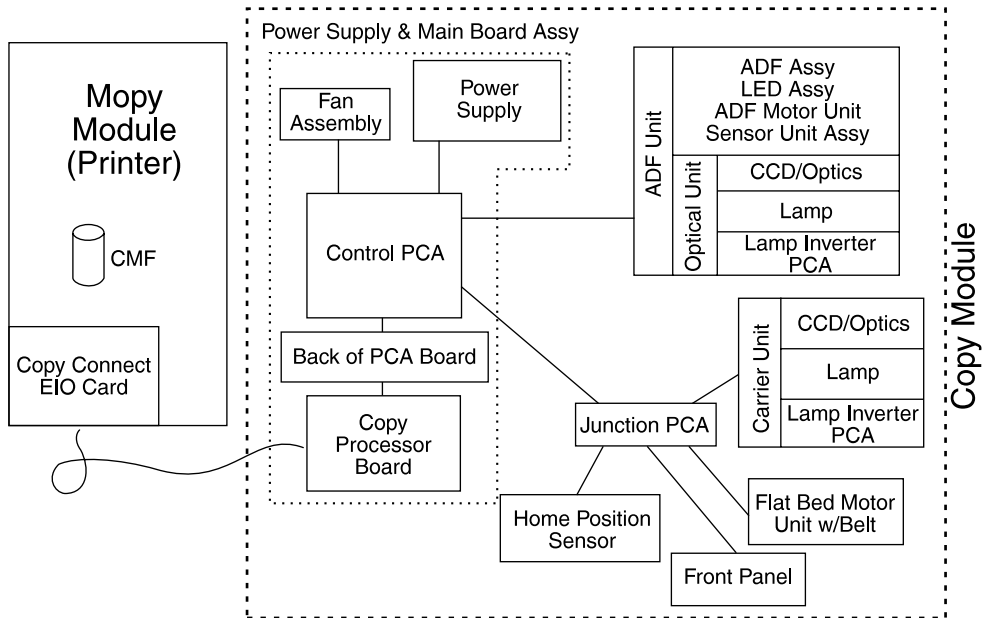 Power Supply & Main Board Assy
Mopy
Module
(Printer)
CMF
Copy Connect
EIO Card
Fan
Assembly
Power
Supply
Control PCA
Back of PCA Board
Copy
Processor
Board
ADF Unit
ADF Assy
LED Assy
ADF Motor Unit
Sensor Unit Assy
Optical Unit
CCD/Optics
Lamp
Lamp Inverter
PCA
Carrier Unit
CCD/Optics
Lamp
Lamp Inverter
PCA
Junction PCA
Home Position
Sensor
Flat Bed Motor
Unit w/Belt
Front Panel
Copy Module